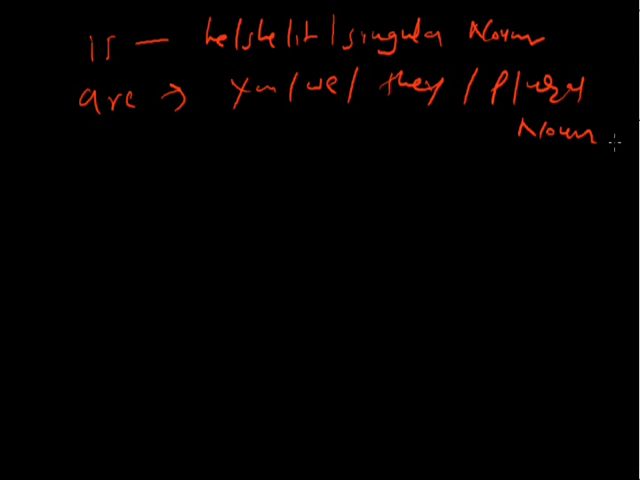 is — he/she/it/singular Noun
are → you/we/they/plural
Noun